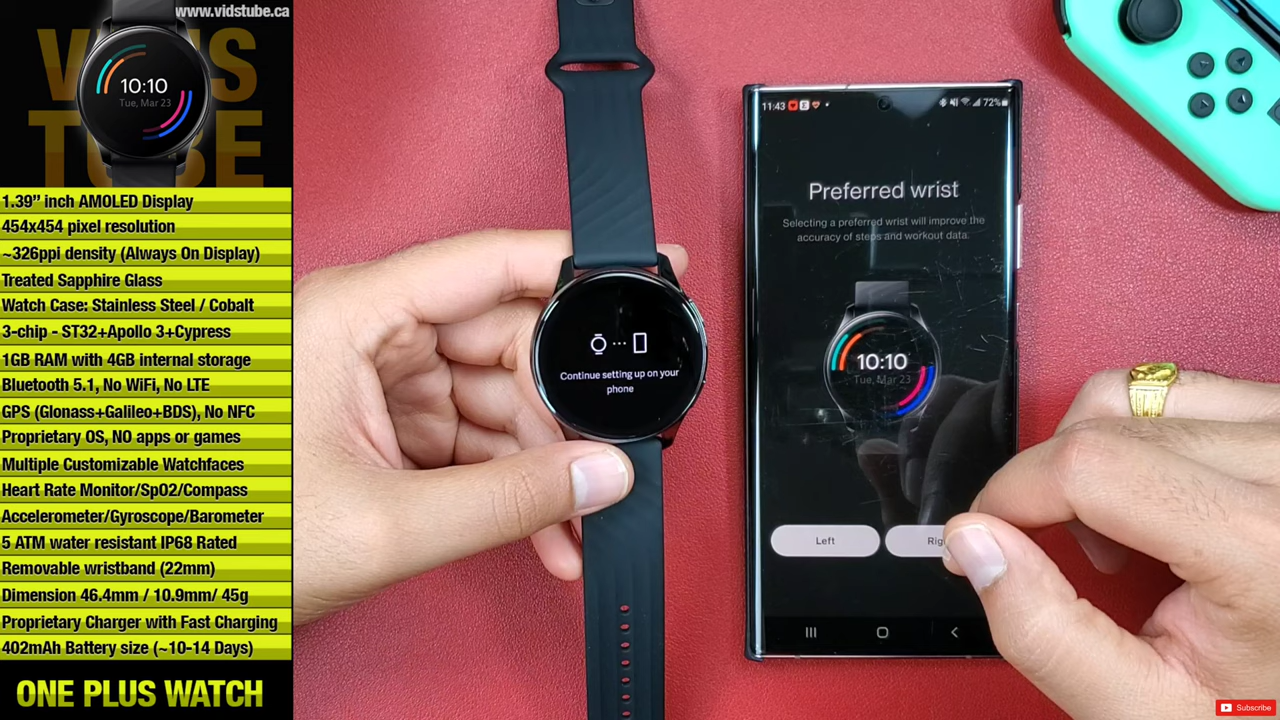 www.vidstube.ca
VIDS
TUBE
10:10
Tue, Mar 23
1.39” inch AMOLED Display
454x454 pixel resolution
~326ppi density (Always On Display)
Treated Sapphire Glass
Watch Case: Stainless Steel / Cobalt
3-chip - ST32+Apollo 3+Cypress
1GB RAM with 4GB internal storage
Bluetooth 5.1, No WiFi, No LTE
GPS (Glonass+Galileo+BDS), No NFC
Proprietary OS, NO apps or games
Multiple Customizable Watchfaces
Heart Rate Monitor/SpO2/Compass
Accelerometer/Gyroscope/Barometer
5 ATM water resistant IP68 Rated
Removable wristband (22mm)
Dimension 46.4mm / 10.9mm/ 45g
Proprietary Charger with Fast Charging
402mAh Battery size (~10-14 Days)
ONE PLUS WATCH
Continue setting up on your
phone
11:43
72%
Preferred wrist
Selecting a preferred wrist will improve the
accuracy of steps and workout data.
10:10
Tue, Mar 23
Left
Rig
Subscribe